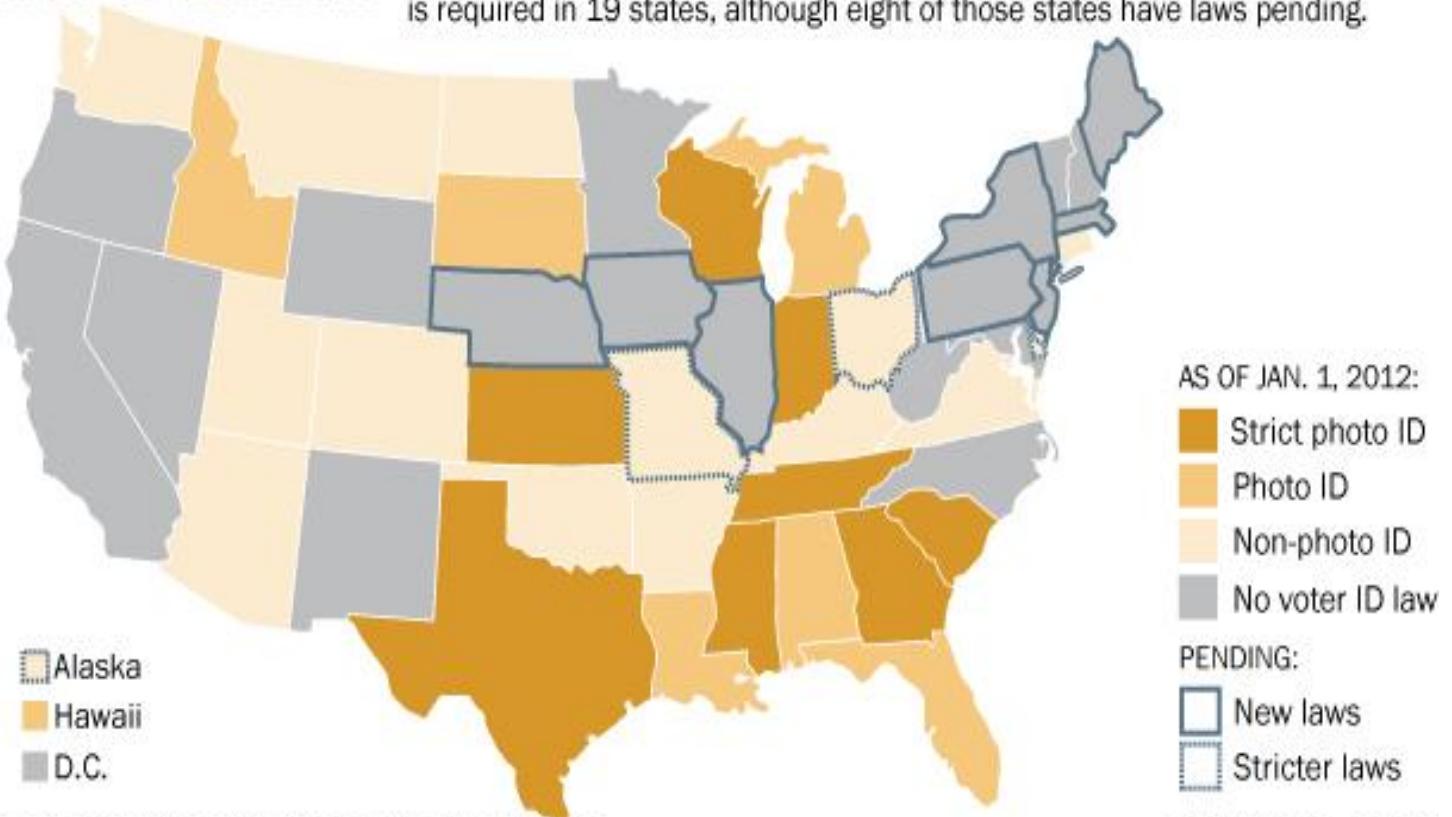 is required in 19 states, although eight of those states have laws pending.
AS OF JAN. 1, 2012:
Strict photo ID
Photo ID
Non-photo ID
No voter ID law
PENDING:
New laws
Stricter laws
Alaska
Hawaii
D.C.